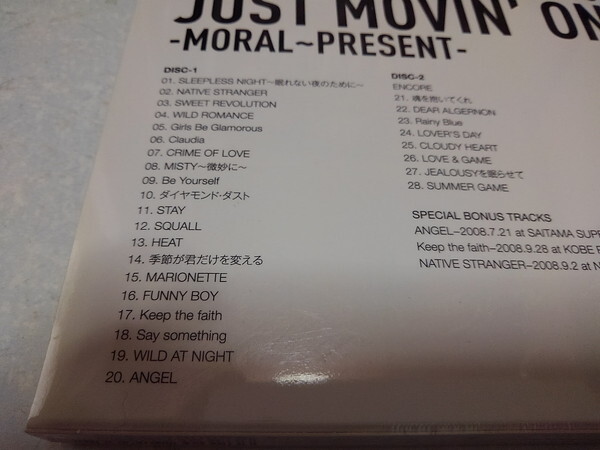 JUST MOVIN' ON
-MORAL~PRESENT-
DISC-1
01. SLEEPLESS NIGHT〜眠れない夜のために〜
02. NATIVE STRANGER
03. SWEET REVOLUTION
04. WILD ROMANCE
05. Girls Be Glamorous
06. Claudia
07. CRIME OF LOVE
08. MISTY〜微妙に〜
09. Be Yourself
10. ダイヤモンド・ダスト
11. STAY
12. SQUALL
13. HEAT
14. 季節が君だけを変える
15. MARIONETTE
16. FUNNY BOY
17. Keep the faith
18. Say something
19. WILD AT NIGHT
20. ANGEL
DISC-2
ENCORE
21. 魂を抱いてくれ
22. DEAR ALGERNON
23. Rainy Blue
24. LOVER'S DAY
25. CLOUDY HEART
26. LOVE & GAME
27. JEALOUSYを眠らせて
28. SUMMER GAME
SPECIAL BONUS TRACKS
ANGEL–2008.7.21 at SAITAMA SUP
Keep the faith–2008.9.28 at KOBE
NATIVE STRANGER–2008.9.2 at N